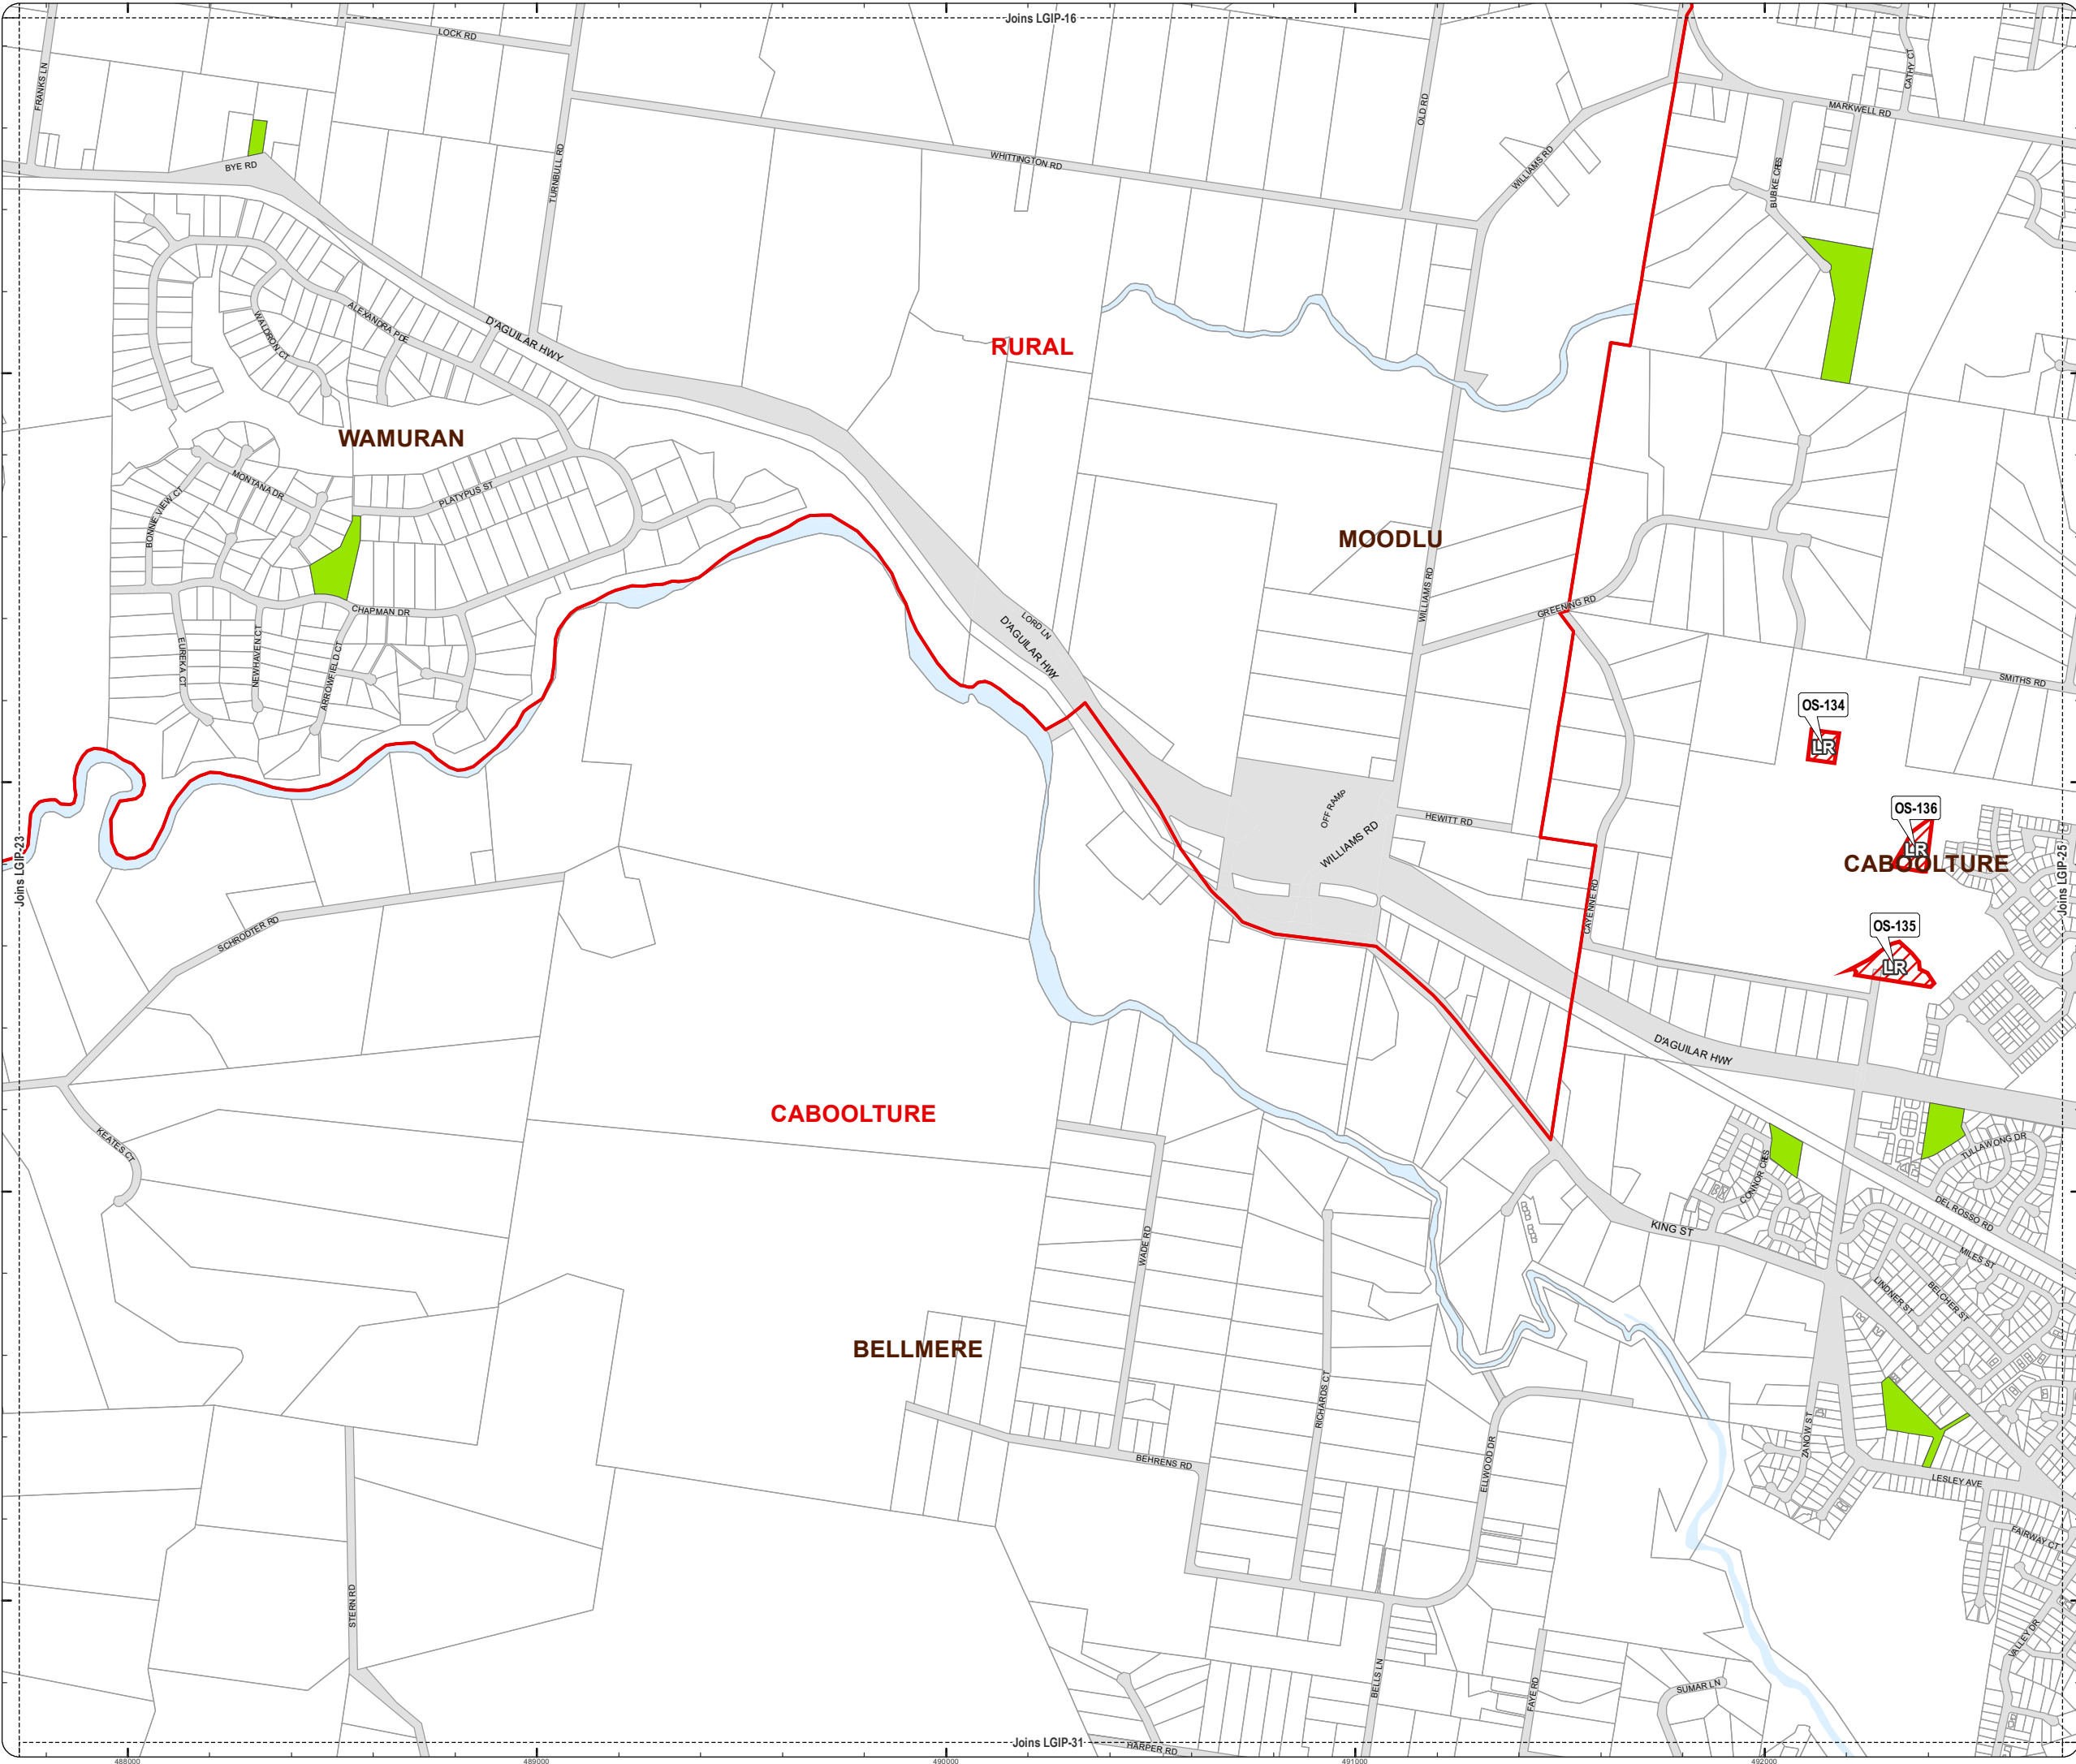 Joins LGIP-16
LOCK RD
FRANKS LN
CATHY CT
OLD RD
MARKWELL RD
BYE RD
TURNBULL RD
WHITTINGTON RD
WILLIAMS RD
BUBKE CRES
ALEXANDRA PDE
WALDRON CT
D'AGUILAR HWY
RURAL
WAMURAN
MONTANA DR
PLATYPUS ST
BONNIE VIEW CT
MOODLU
CHAPMAN DR
WILLIAMS RD
GREENING RD
LORD LN
D'AGUILAR HWY
EUREKA CT
NEWHAVEN CT
ARROWFIELD CT
SMITHS RD
OS-134
LR
OFF RAMP
HEWITT RD
WILLIAMS RD
OS-136
LR
CABOOLTURE
Joins LGIP-23
Joins LGIP-25
CAYENNE RD
SCHRODTER RD
OS-135
LR
D'AGUILAR HWY
CABOOLTURE
KEATES CT
TULLAWONG DR
CONNOR CRES
DEL ROSSO RD
KING ST
WADE RD
MILES ST
LINDNER ST
BELCHER ST
BELLMERE
RICHARDS CT
ZANOW ST
ELLWOOD DR
BEHRENS RD
LESLEY AVE
FAIRWAY CT
STERN RD
VALLEY DR
BELLS LN
FAYE RD
SUMAR LN
Joins LGIP-31
HARPER RD
488000
489000
490000
491000
492000